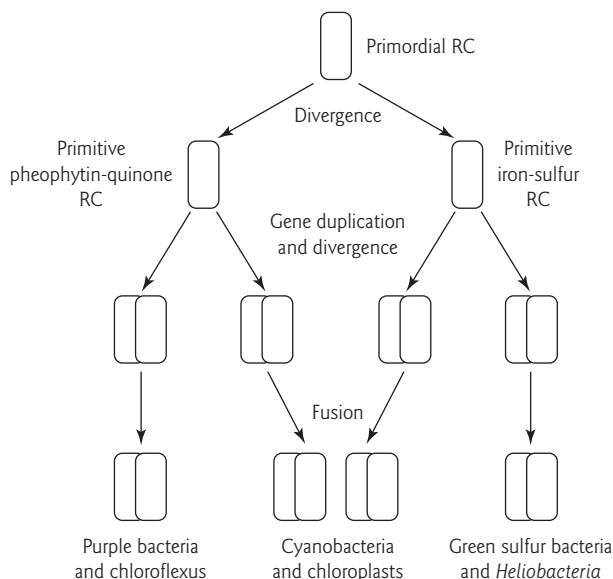 Primordial RC
Divergence
Primitive
pheophytin-quinone
RC
Primitive
iron-sulfur
RC
Gene duplication
and divergence
Fusion
Purple bacteria
and chloroflexus
Cyanobacteria
and chloroplasts
Green sulfur bacteria
and Heliobacteria